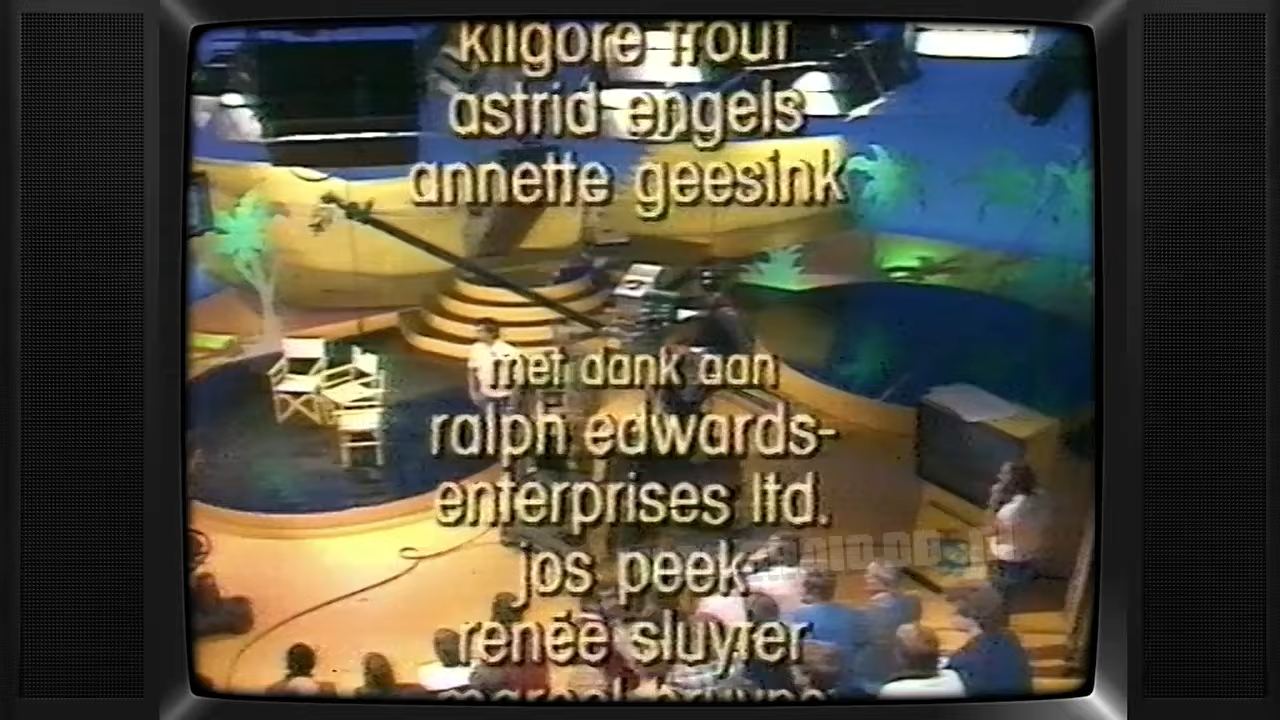 kilgore trout
astrid engels
annette geesink
met dank aan
ralph edwards-
enterprises ltd.
jos peek
renée sluyter